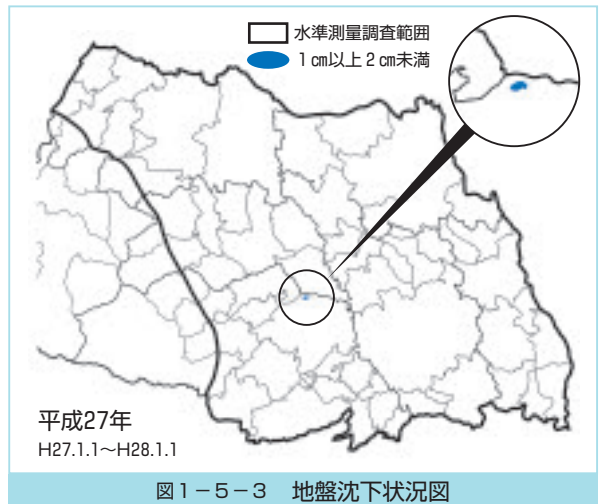 水準測量調査範囲
1㎝以上2㎝未満
平成27年
H27.1.1～H28.1.1
図1－5－3 地盤沈下状況図